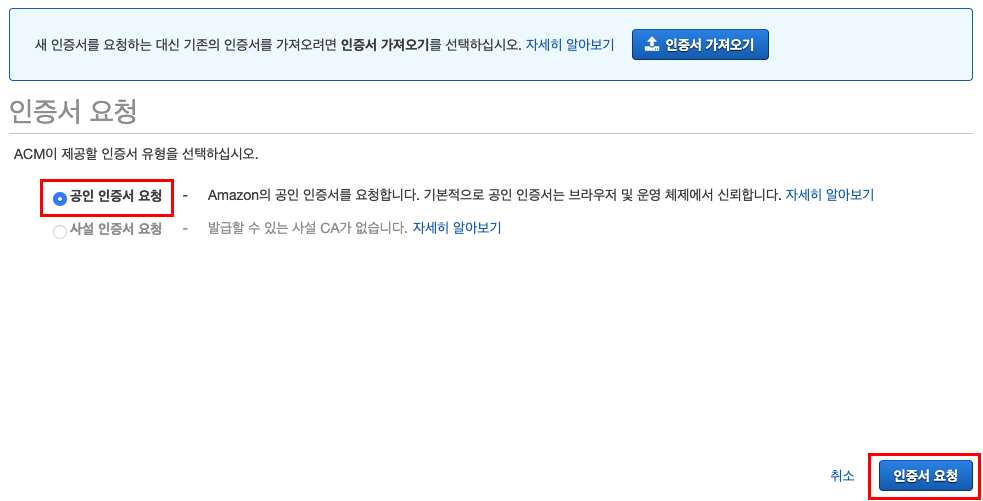 새 인증서를 요청하는 대신 기존의 인증서를 가져오려면 인증서 가져오기를 선택하십시오. 자세히 알아보기 인증서 가져오기
인증서 요청
ACM이 제공할 인증서 유형을 선택하십시오.
공인 인증서 요청 - Amazon의 공인 인증서를 요청합니다. 기본적으로 공인 인증서는 브라우저 및 운영 체제에서 신뢰합니다. 자세히 알아보기
사설 인증서 요청 - 발급할 수 있는 사설 CA가 없습니다. 자세히 알아보기
취소 인증서 요청